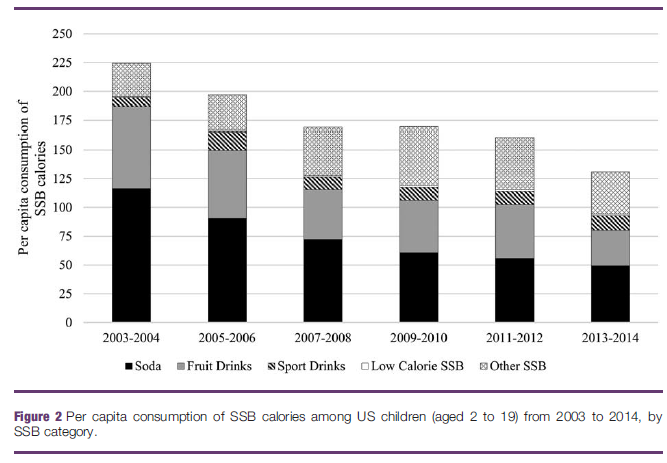 250
225
200
175
150
125
100
75
50
25
0
Per capita consumption of
SSB calories
2003-2004 2005-2006 2007-2008 2009-2010 2011-2012 2013-2014
Soda Fruit Drinks Sport Drinks Low Calorie SSB Other SSB
Figure 2 Per capita consumption of SSB calories among US children (aged 2 to 19) from 2003 to 2014, by
SSB category.